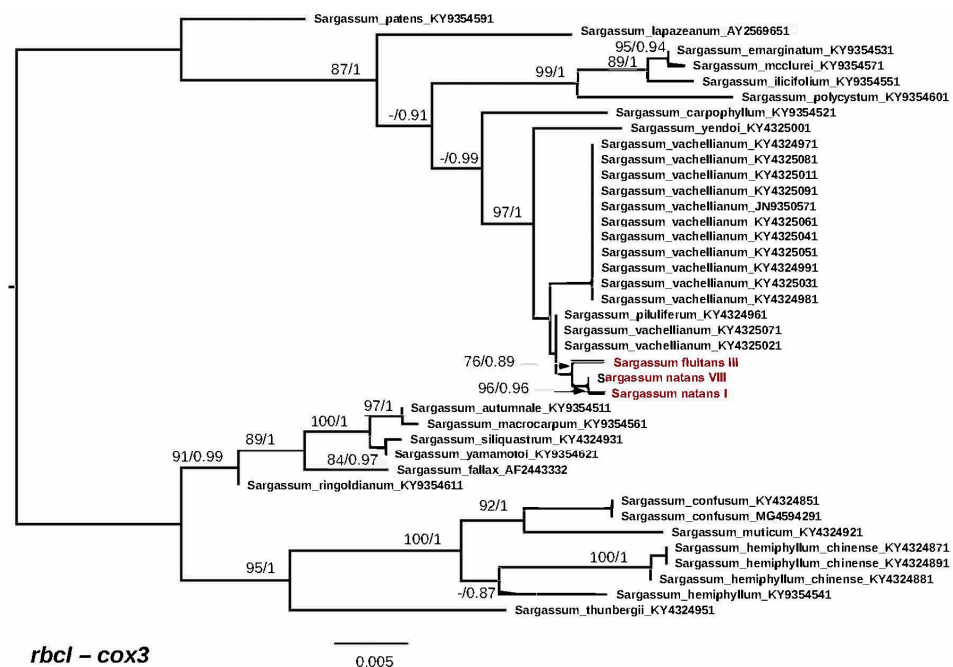 Sargassum_patens_KY9354591
Sargassum_lapazeanum_AY2569651
95/0.94
Sargassum_emarginatum_KY9354531
89/1
Sargassum_mcclurei_KY9354571
87/1
99/1
Sargassum_ilicifolium_KY9354551
Sargassum_polycystum_KY9354601
-/0.91
Sargassum_carpophyllum_KY9354521
Sargassum_yendoi_KY4325001
Sargassum_vachellianum_KY4324971
-/0.99
Sargassum_vachellianum_KY4325081
Sargassum_vachellianum_KY4325011
Sargassum_vachellianum_KY4325091
Sargassum_vachellianum_JN9350571
97/1
Sargassum_vachellianum_KY4325061
Sargassum_vachellianum_KY4325041
Sargassum_vachellianum_KY4325051
Sargassum_vachellianum_KY4324991
Sargassum_vachellianum_KY4325031
Sargassum_vachellianum_KY4324981
Sargassum_piluliferum_KY4324961
Sargassum_vachellianum_KY4325071
Sargassum_vachellianum_KY4325021
76/0.89
Sargassum fluitans III
Sargassum natans VIII
96/0.96
Sargassum natans I
97/1
Sargassum_autumnale_KY9354511
100/1
Sargassum_macrocarpum_KY9354561
89/1
Sargassum_siliquastrum_KY4324931
91/0.99
Sargassum_yamamotoi_KY9354621
84/0.97
Sargassum_fallax_AF2443332
Sargassum_ringoldianum_KY9354611
Sargassum_confusum_KY4324851
92/1
Sargassum_confusum_MG4594291
Sargassum_muticum_KY4324921
100/1
Sargassum_hemiphyllum_chinense_KY4324871
100/1
Sargassum_hemiphyllum_chinense_KY4324891
95/1
Sargassum_hemiphyllum_chinense_KY4324881
-/0.87
Sargassum_hemiphyllum_KY9354541
Sargassum_thunbergii_KY4324951
rbcl – cox3
0.005